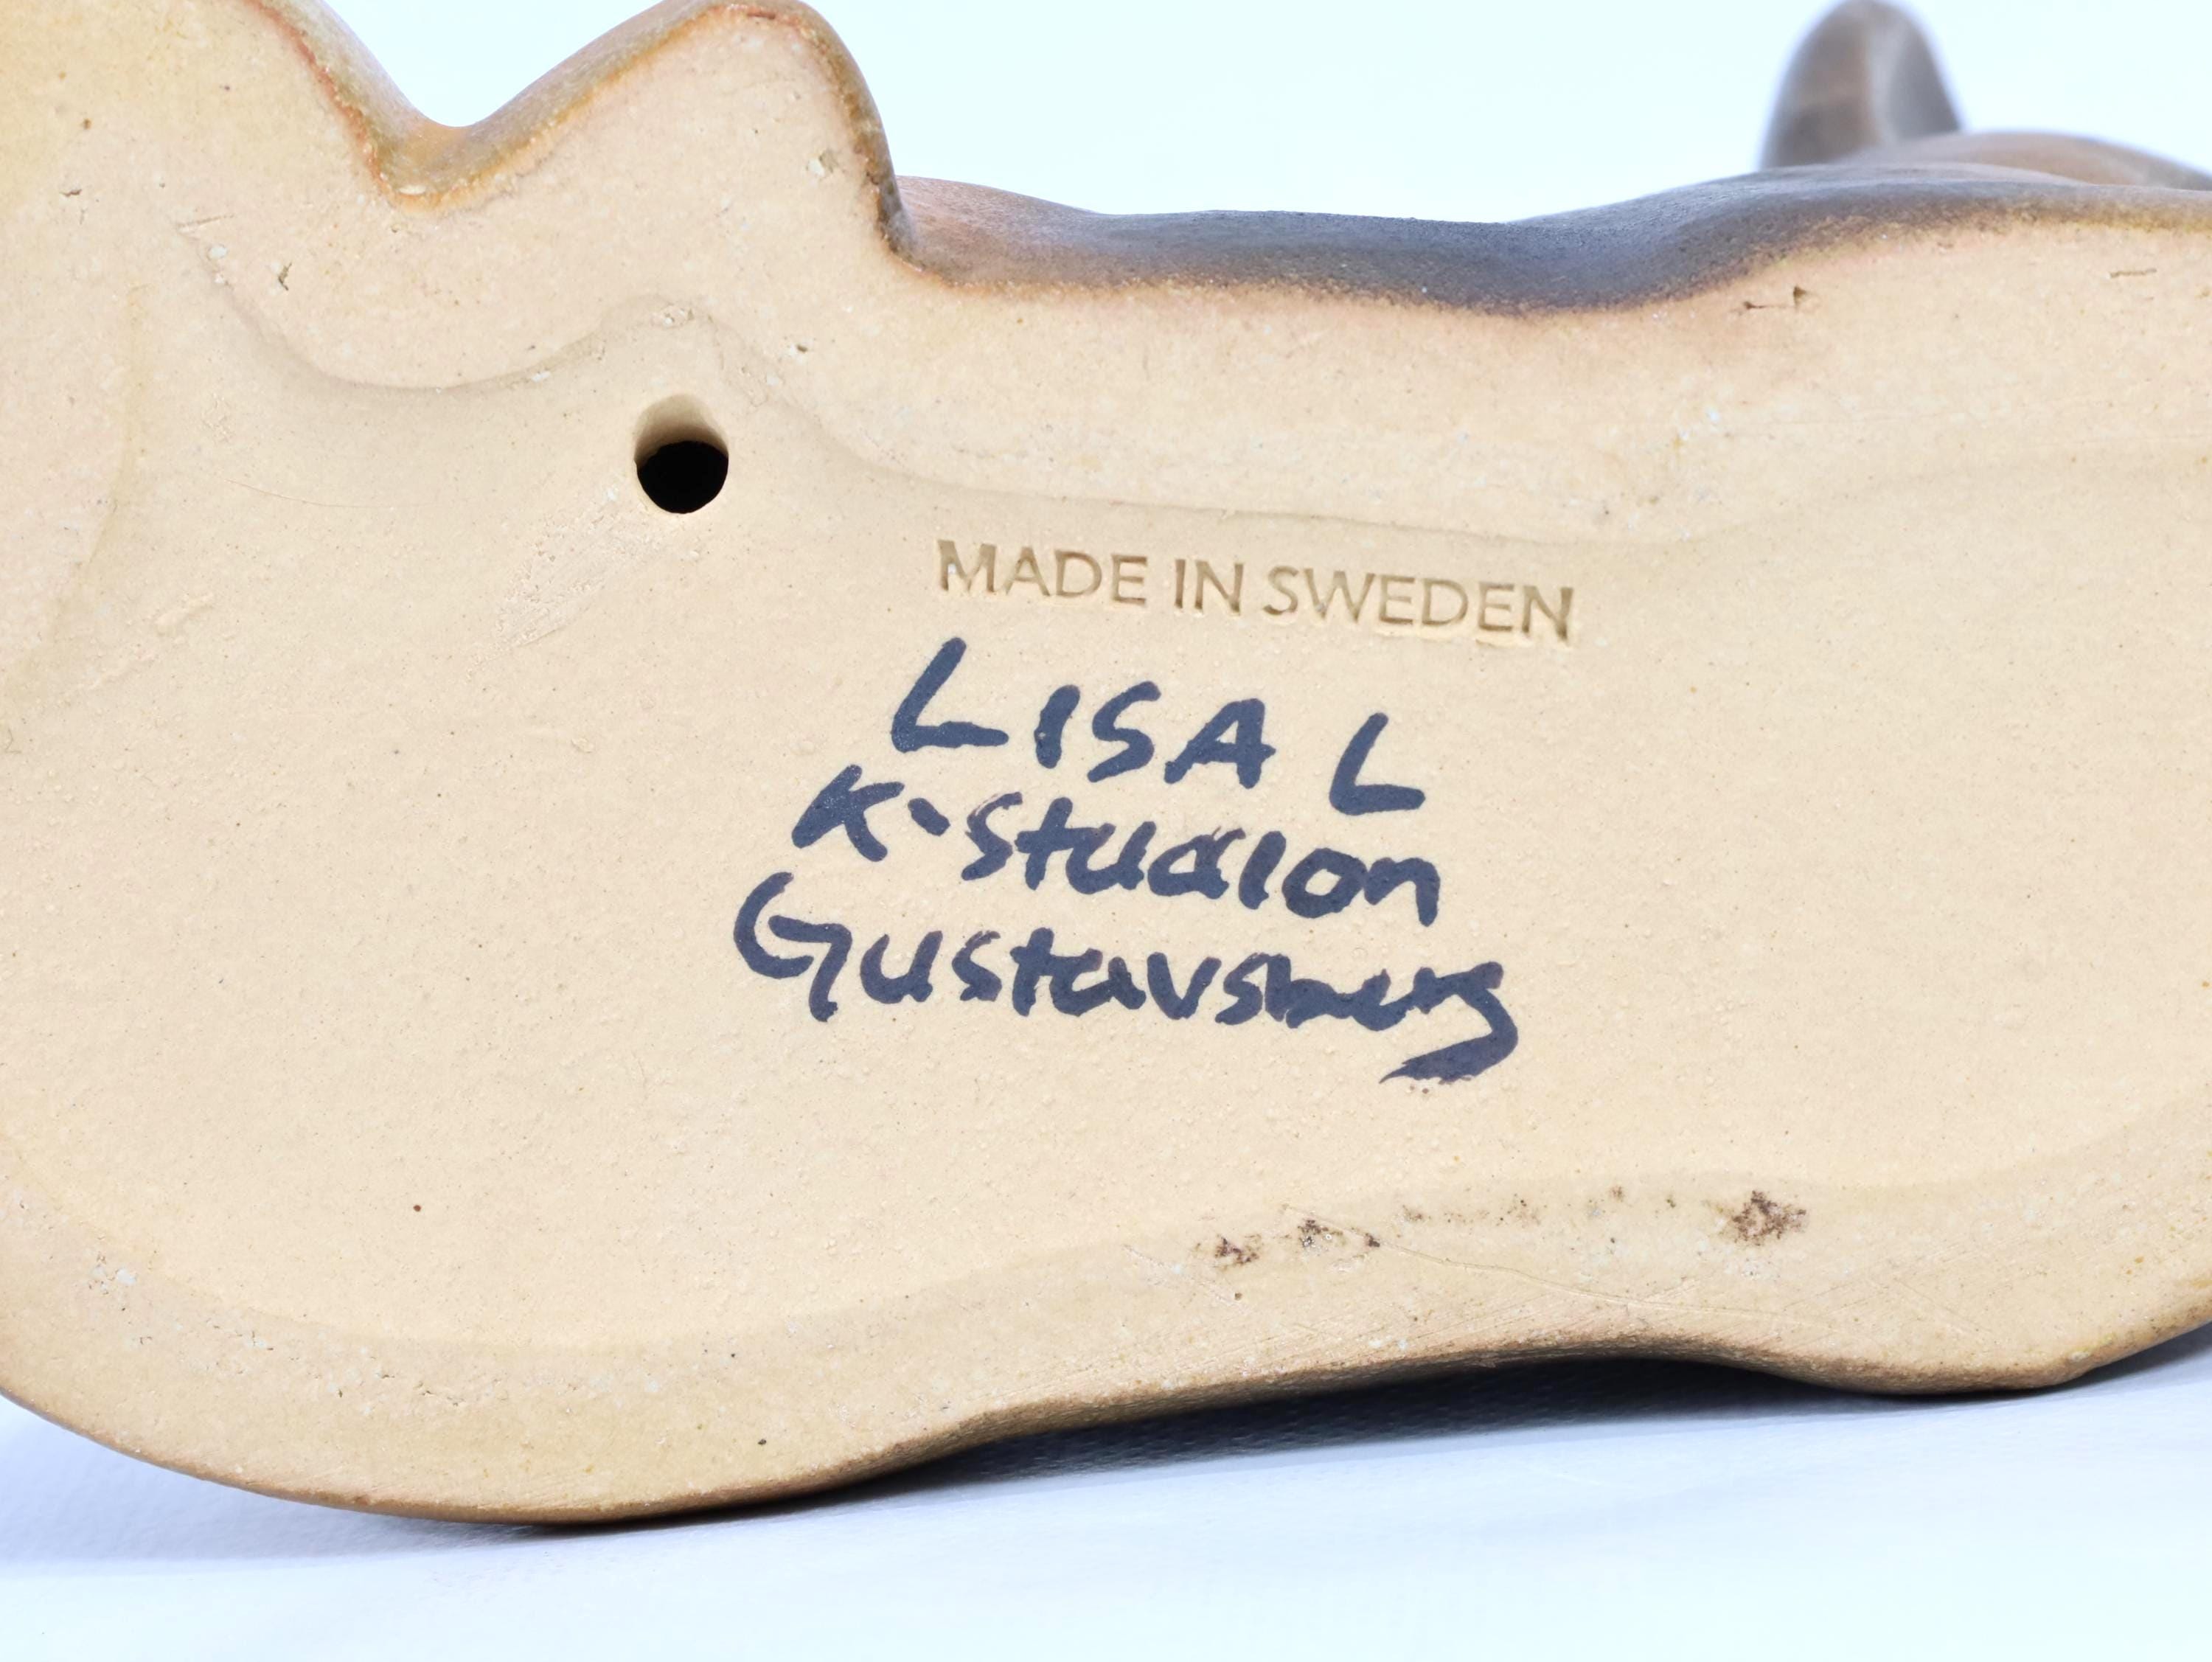 MADE IN SWEDEN
LISA L
K-Studion
Gustavsberg